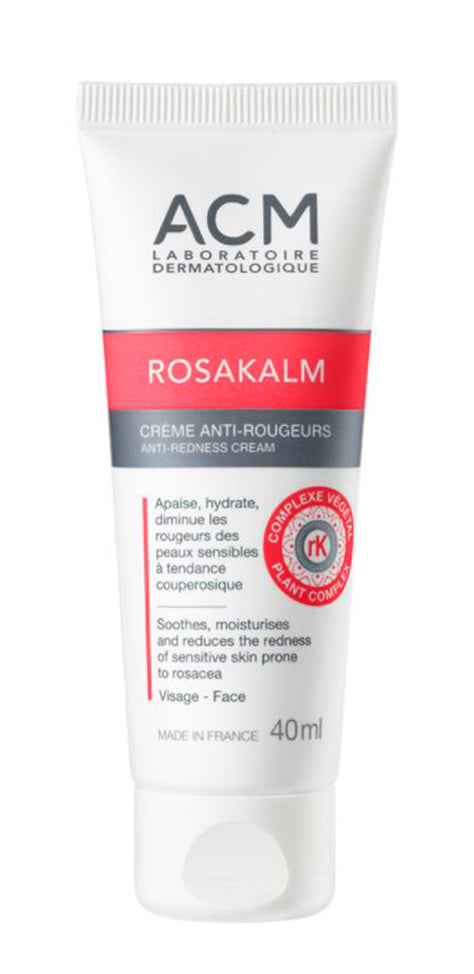 ACM
LABORATOIRE
DERMATOLOGIQUE
ROSAKALM
CRÈME ANTI-ROUGEURS
ANTI-REDNESS CREAM
Apaise, hydrate,
diminue les
rougeurs des
peaux sensibles
à tendance
couperosique
COMPLEXE VÉGÉTAL
rK
PLANT COMPLEX
Soothes, moisturises
and reduces the redness
of sensitive skin prone
to rosacea
Visage - Face
MADE IN FRANCE 40ml